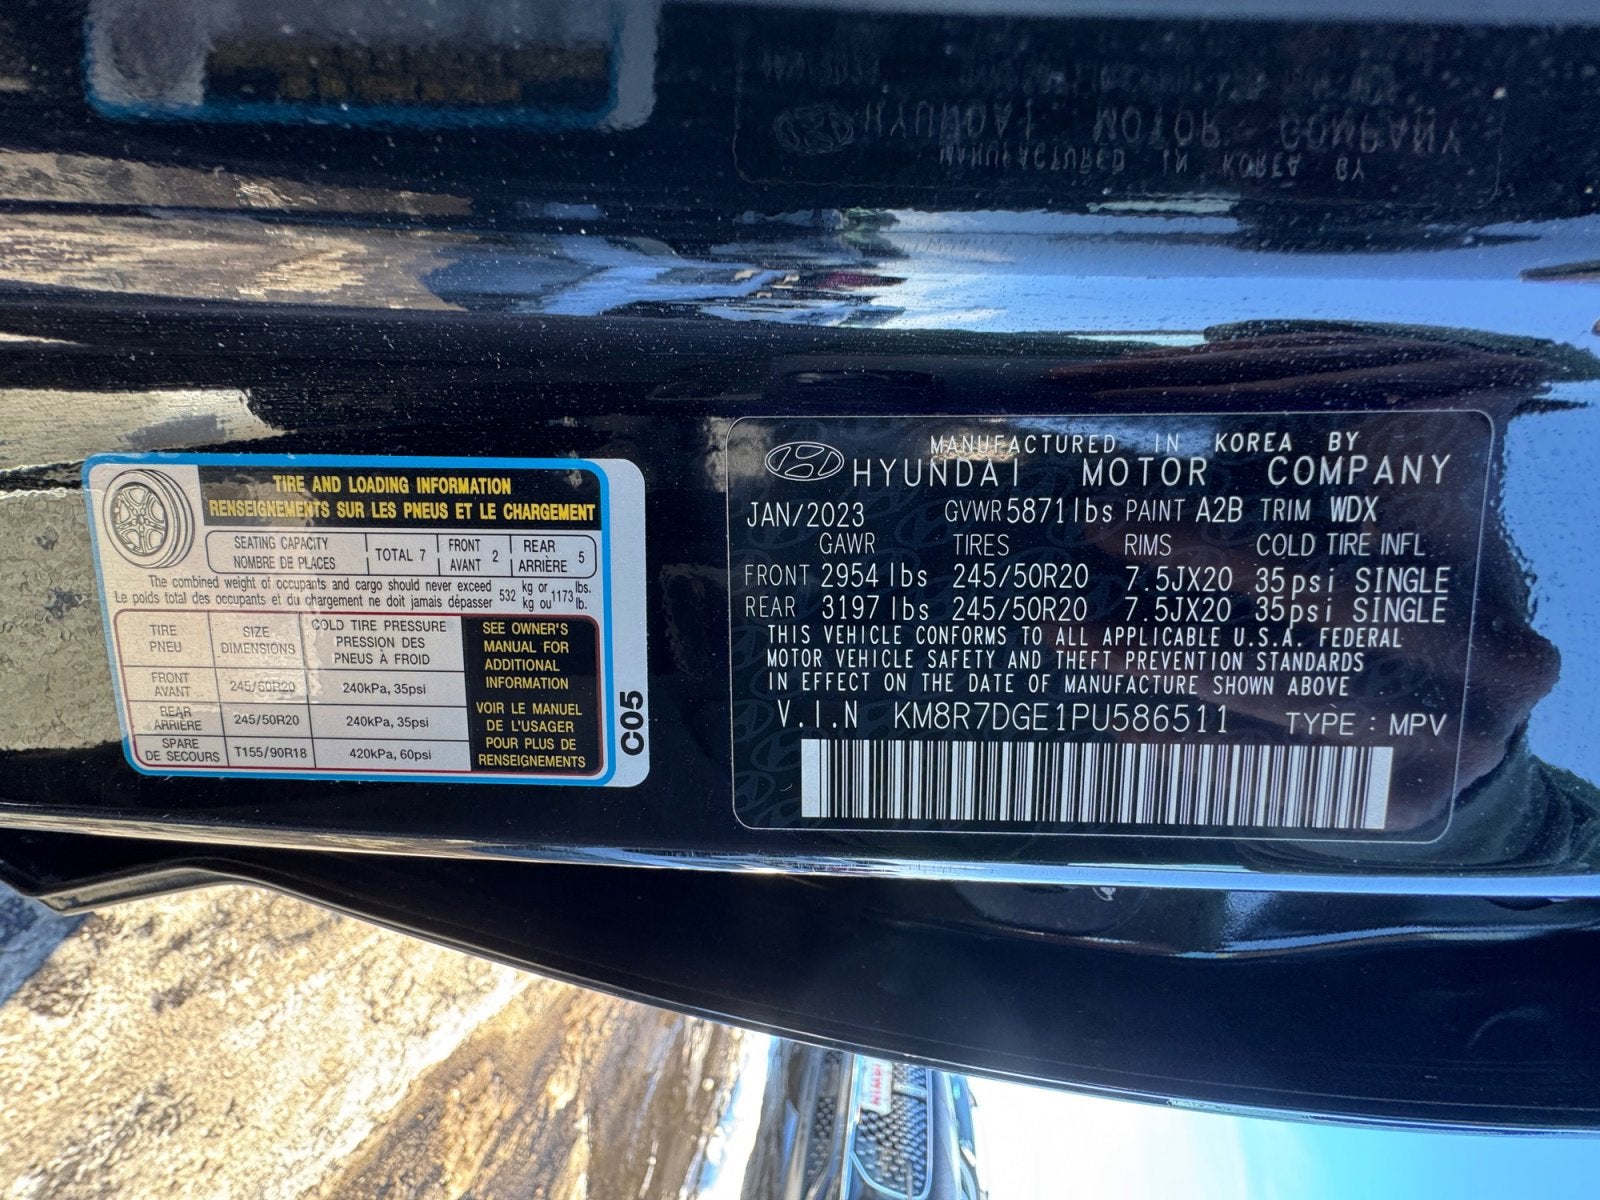 TIRE AND LOADING INFORMATION
RENSEIGNEMENTS SUR LES PNEUS ET LE CHARGEMENT
SEATING CAPACITY
NOMBRE DE PLACES
TOTAL 7
FRONT
AVANT 2
REAR
ARRIÈRE 5
The combined weight of occupants and cargo should never exceed 532 kg or 1173 lbs.
Le poids total des occupants et du chargement ne doit jamais dépasser kg ou lb.
TIRE
PNEU
SIZE
DIMENSIONS
COLD TIRE PRESSURE
PRESSION DES
PNEUS À FROID
FRONT
AVANT
245/50R20
240kPa, 35psi
REAR
ARRIÈRE
245/50R20
240kPa, 35psi
SPARE
DE SECOURS
T155/90R18
420kPa, 60psi
SEE OWNER'S
MANUAL FOR
ADDITIONAL
INFORMATION
VOIR LE MANUEL
DE L'USAGER
POUR PLUS DE
RENSEIGNEMENTS
C05
MANUFACTURED IN KOREA BY
HYUNDAI MOTOR COMPANY
JAN/2023 GVWR 5871lbs PAINT A2B TRIM WDX
GAWR TIRES RIMS COLD TIRE INFL
FRONT 2954 lbs 245/50R20 7.5JX20 35psi SINGLE
REAR 3197 lbs 245/50R20 7.5JX20 35psi SINGLE
THIS VEHICLE CONFORMS TO ALL APPLICABLE U.S.A. FEDERAL
MOTOR VEHICLE SAFETY AND THEFT PREVENTION STANDARDS
IN EFFECT ON THE DATE OF MANUFACTURE SHOWN ABOVE
V.I.N KM8R7DGE1PU586511 TYPE : MPV